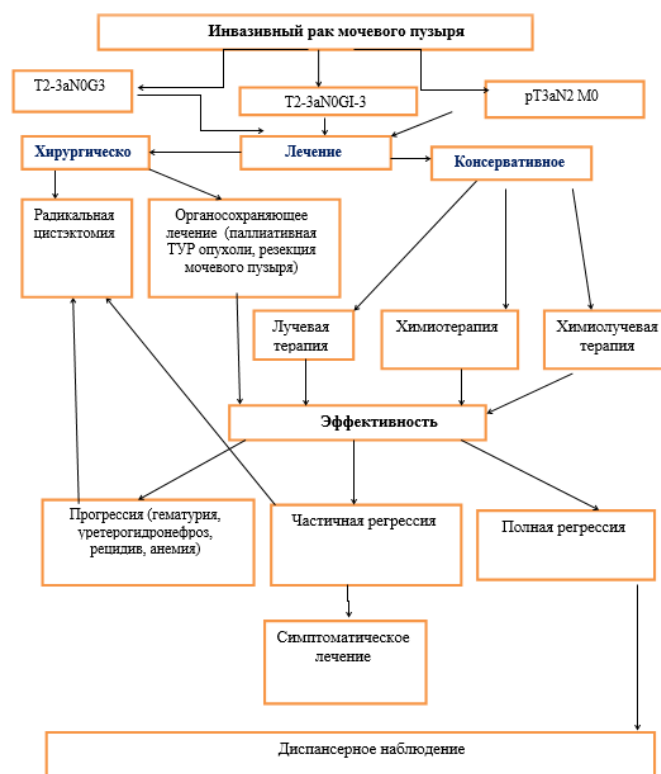 Инвазивный рак мочевого пузыря
T2-3aN0G3
T2-3aN0GI-3
pT3aN2 M0
Хирургическо
Лечение
Консервативное
Радикальная
цистэктомия
Органосохраняющее
лечение (паллиативная
ТУР опухоли, резекция
мочевого пузыря)
Лучевая
терапия
Химиотерапия
Химиолучевая
терапия
Эффективность
Прогрессия (гематурия,
уретерогидронефроз,
рецидив, анемия)
Частичная регрессия
Полная регрессия
Симптоматическое
лечение
Диспансерное наблюдение